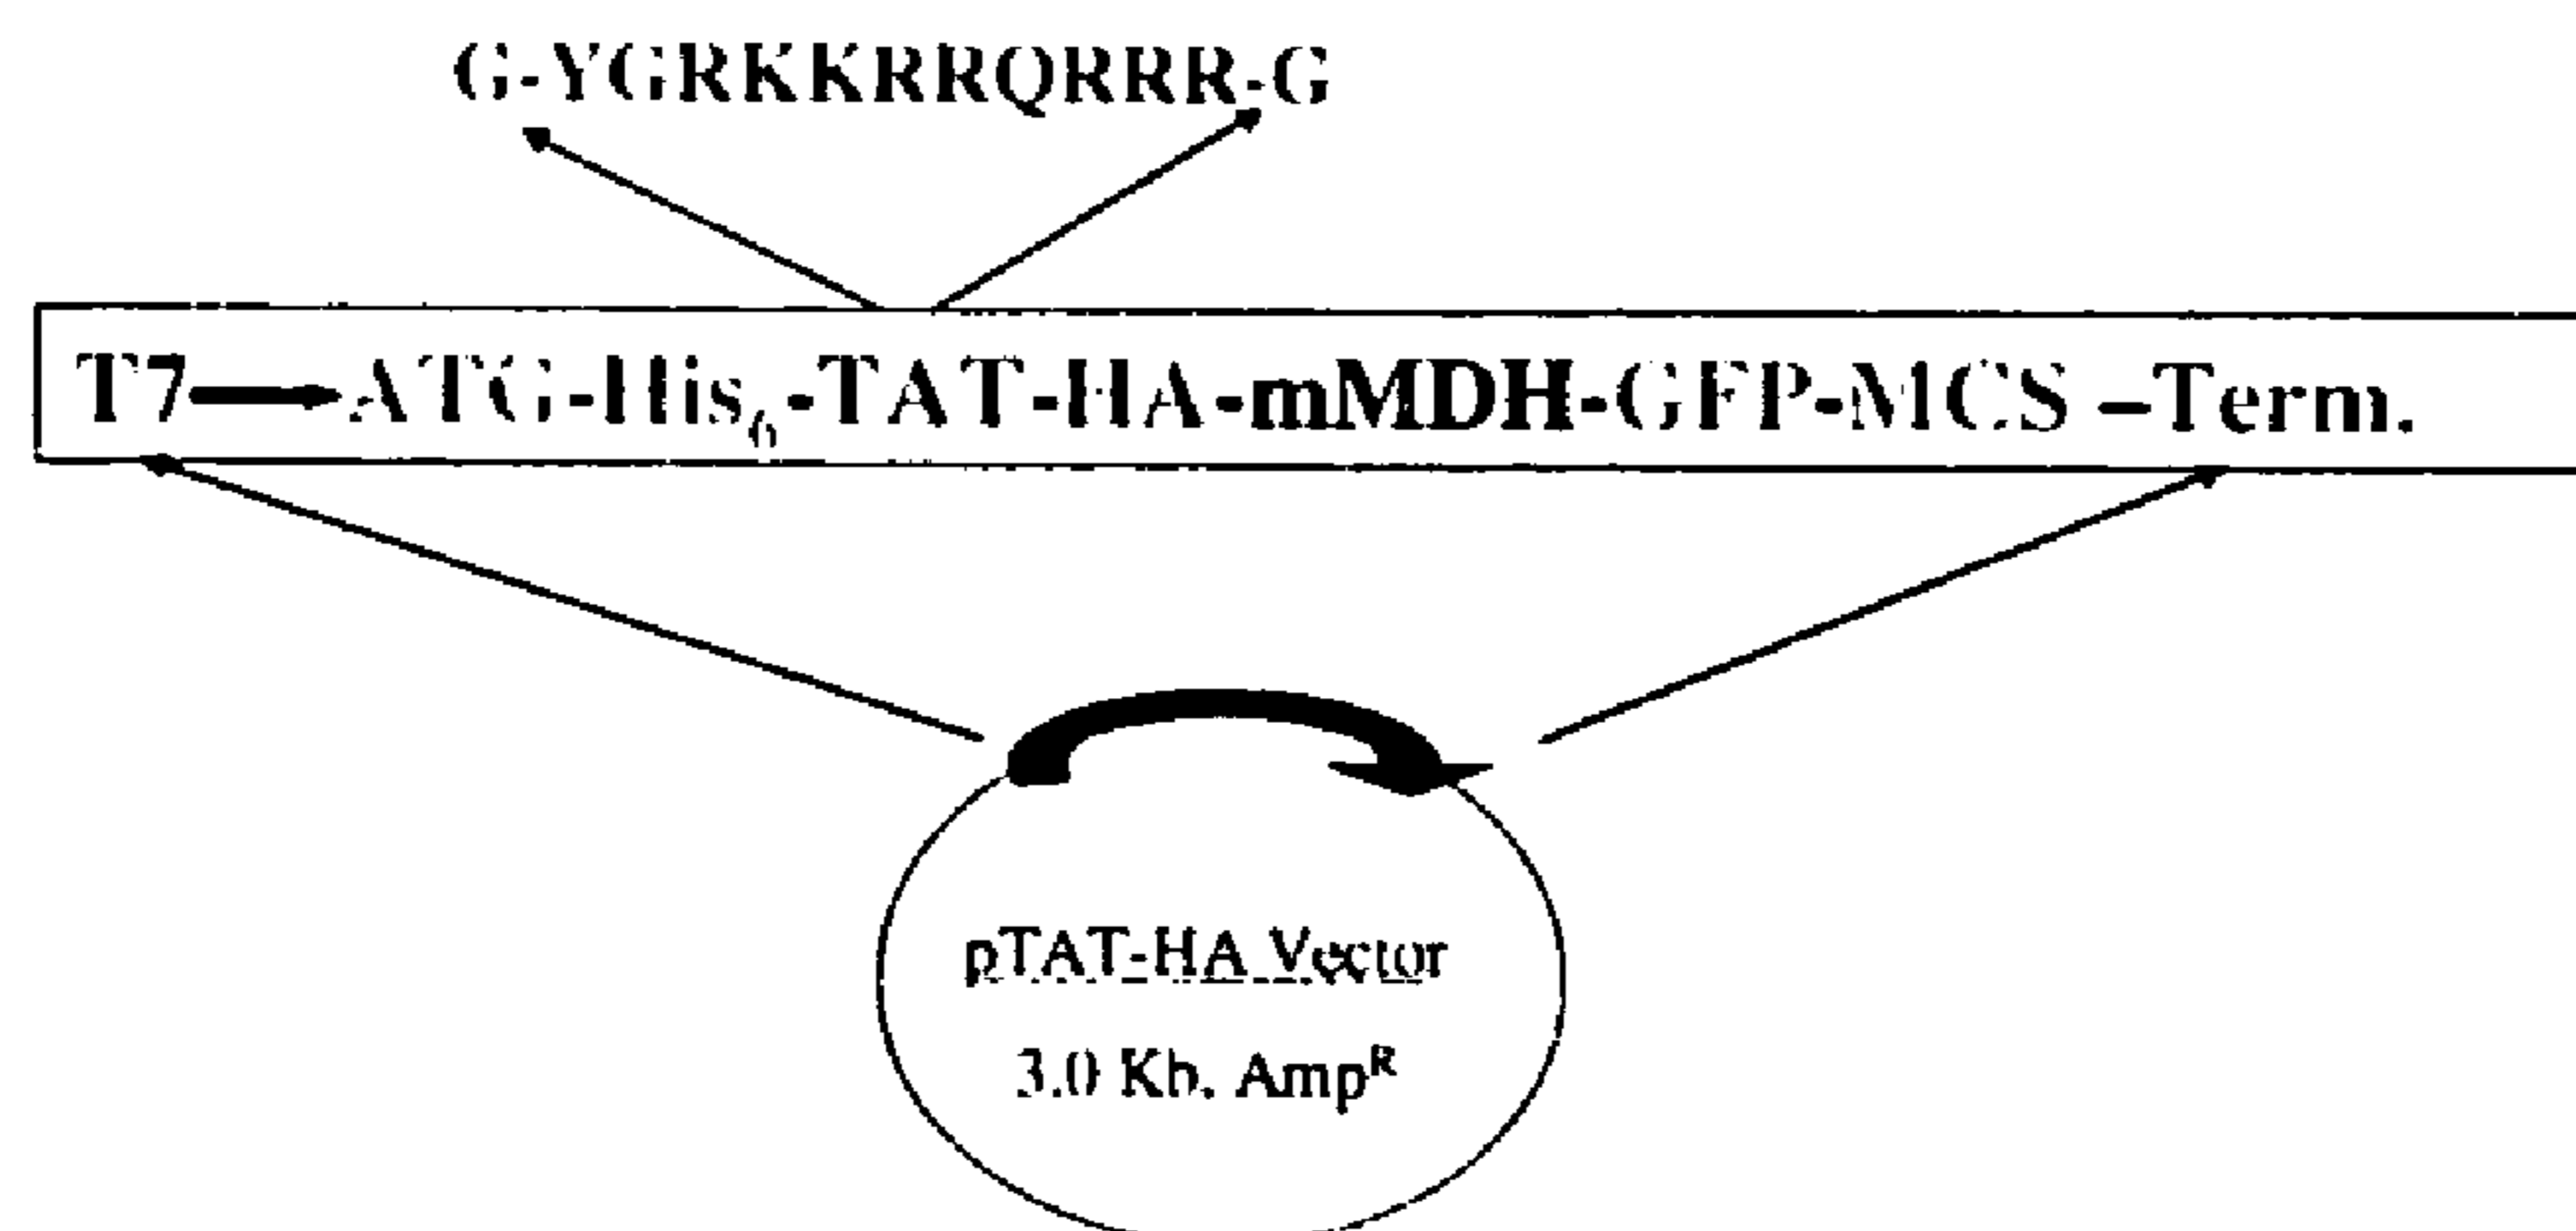 G-YGRKKRRQRRR-G
T7→ATG-His₆-TAT-HA-mMDH-GFP-MCS –Term.
pTAT-HA Vector
3.0 Kb. Ampᴿ